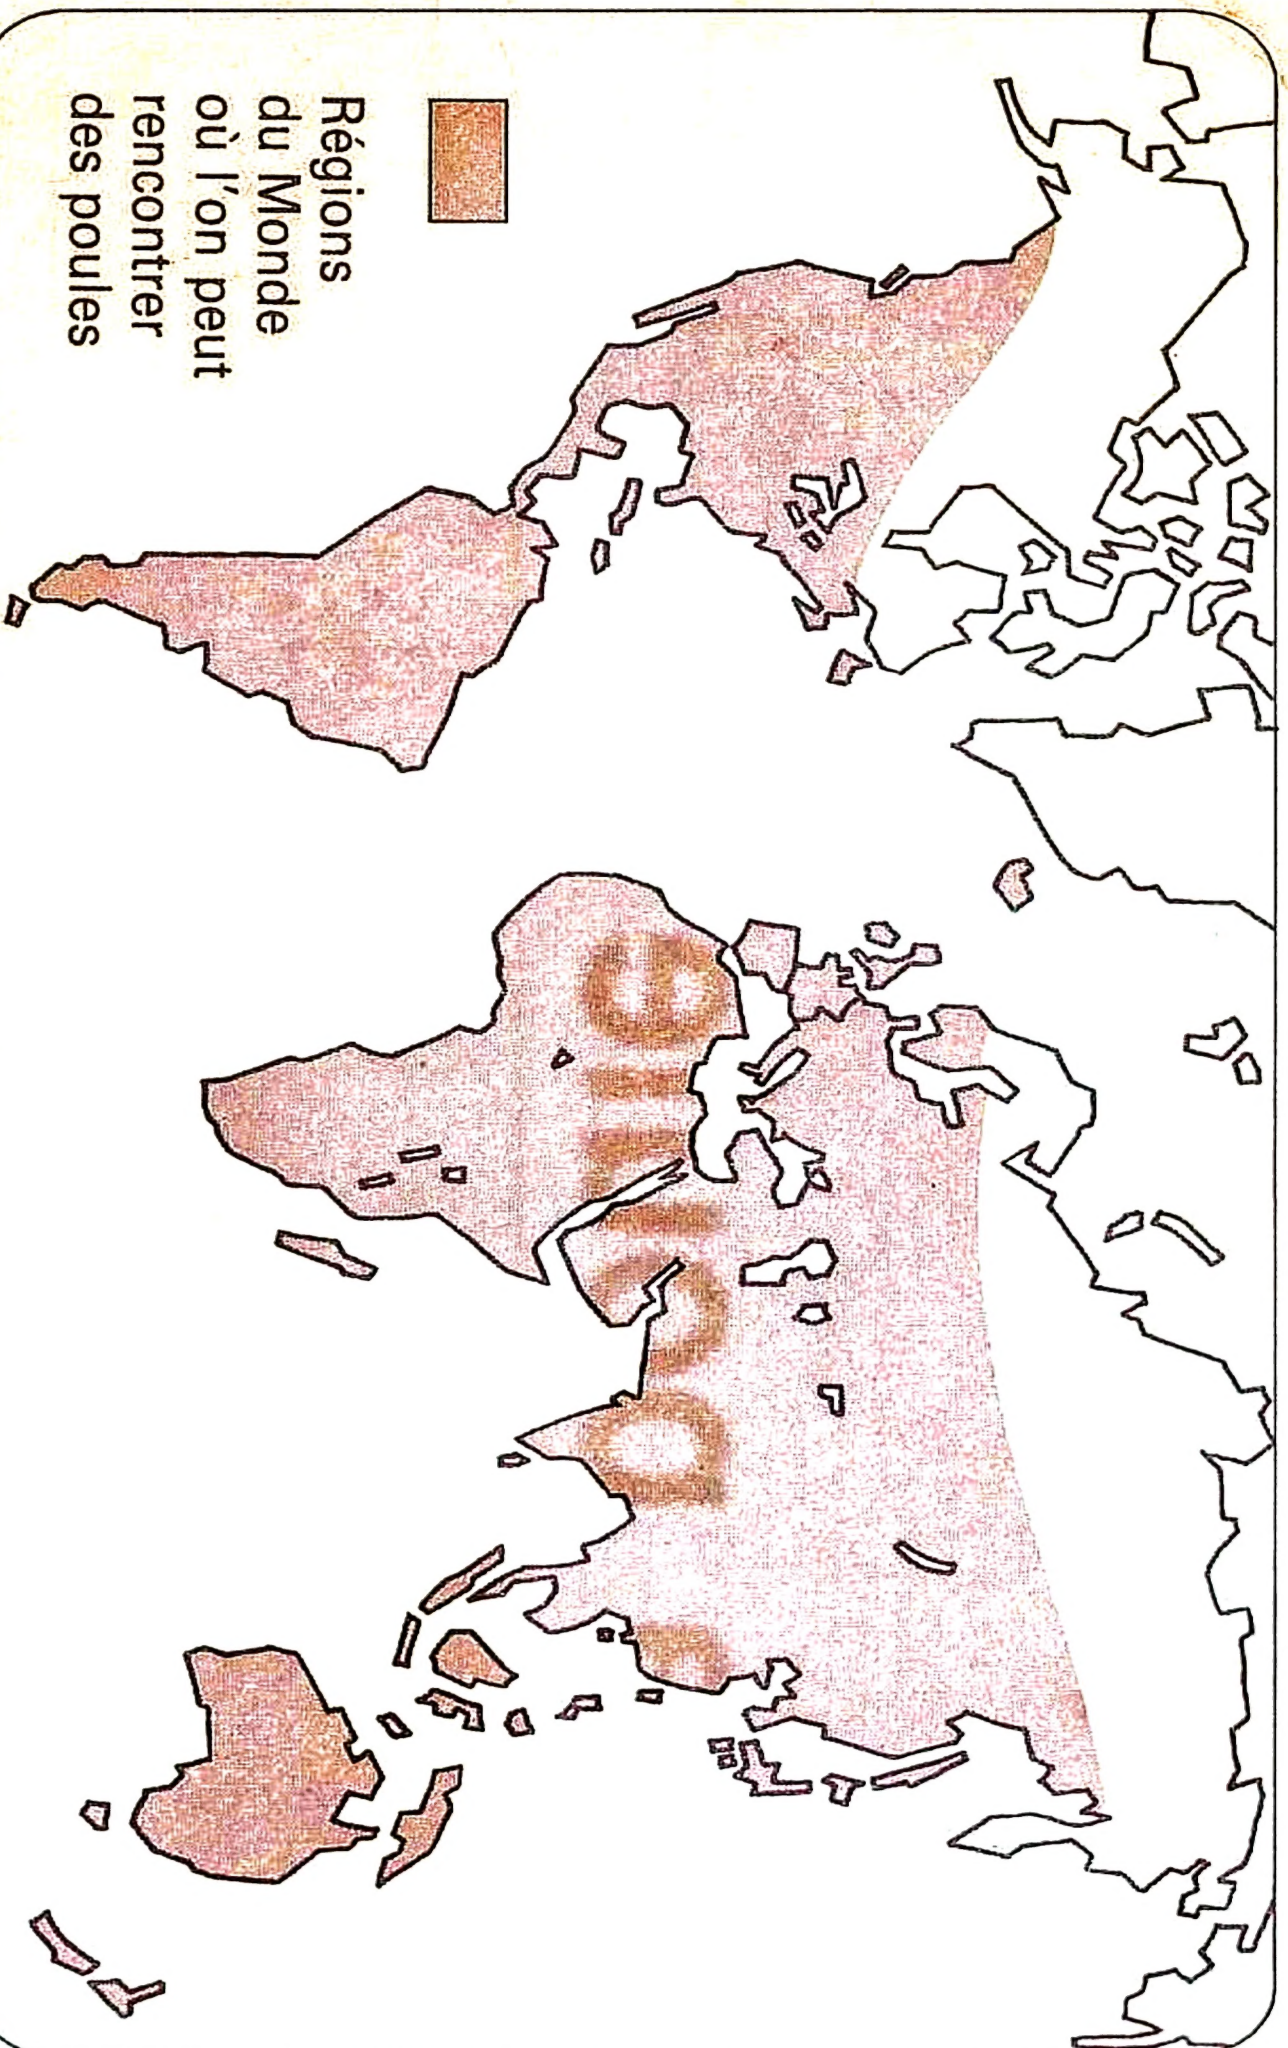 Régions
du Monde
où l'on peut
rencontrer
des poules